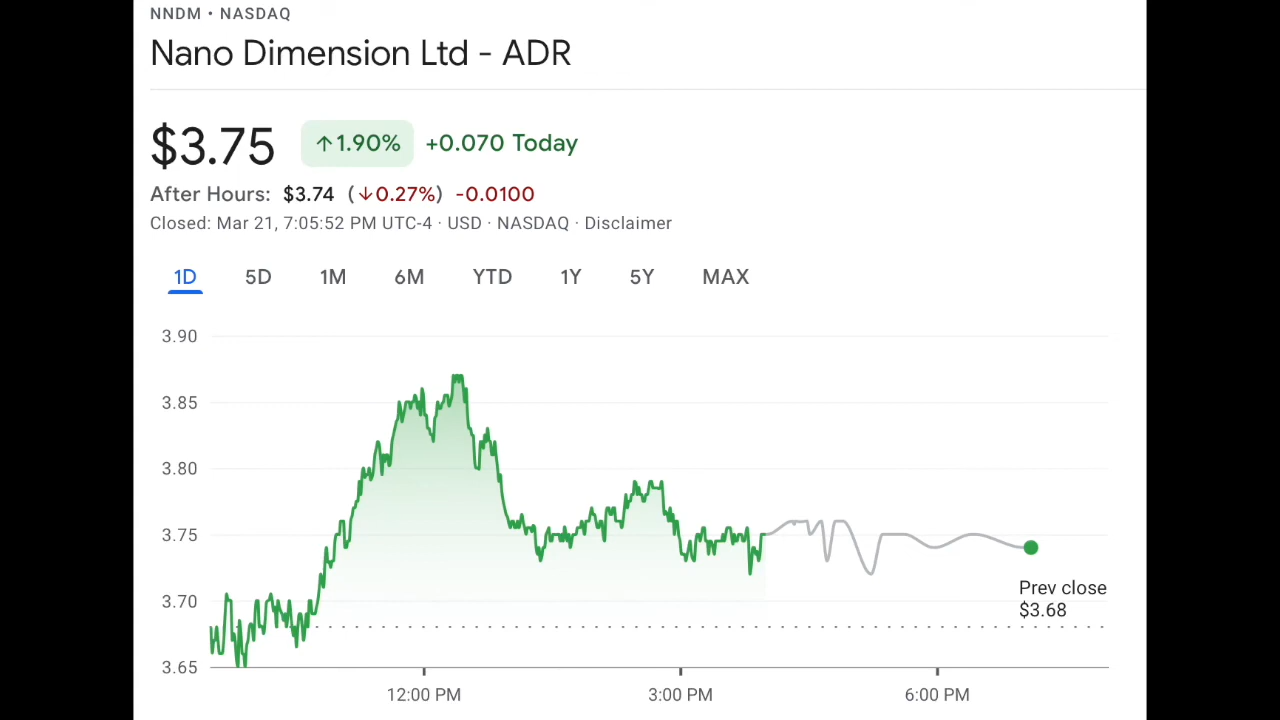 NNDM • NASDAQ
Nano Dimension Ltd - ADR
$3.75 ↑1.90% +0.070 Today
After Hours: $3.74 (↓0.27%) -0.0100
Closed: Mar 21, 7:05:52 PM UTC-4 · USD · NASDAQ · Disclaimer
1D 5D 1M 6M YTD 1Y 5Y MAX
3.90
3.85
3.80
3.75
3.70
Prev close
$3.68
3.65
12:00 PM 3:00 PM 6:00 PM